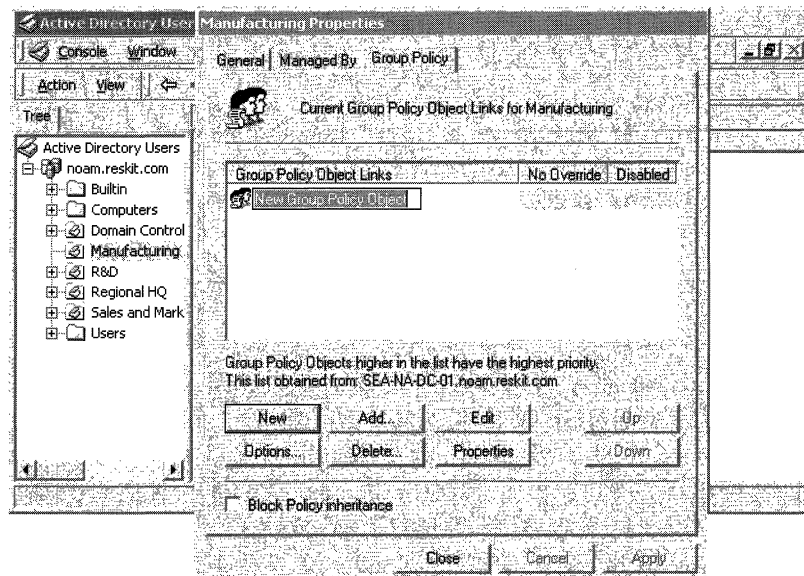 Active Directory User
Console Window
Action View
Tree
Active Directory Users
noam.reskit.com
Builtin
Computers
Domain Control
Manufacturing
R&D
Regional HQ
Sales and Mark
Users
Manufacturing Properties
General Managed By Group Policy
Current Group Policy Object Links for Manufacturing
Group Policy Object Links No Override Disabled
New Group Policy Object
Group Policy Objects higher in the list have the highest priority.
This list obtained from: SEA-NA-DC-01.noam.reskit.com
New Add... Edit Up
Options... Delete... Properties Down
Block Policy inheritance
Close Cancel Apply